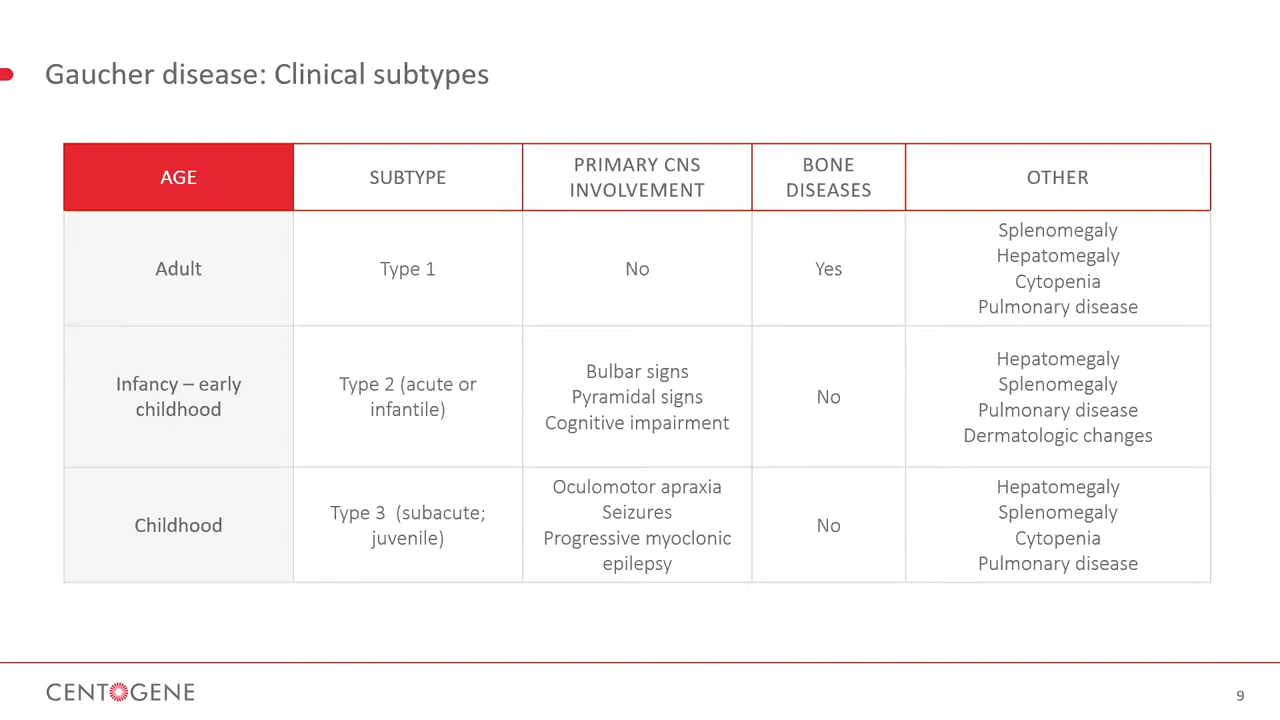 Gaucher disease: Clinical subtypes
AGE
SUBTYPE
PRIMARY CNS
INVOLVEMENT
BONE
DISEASES
OTHER
Adult
Type 1
No
Yes
Splenomegaly
Hepatomegaly
Cytopenia
Pulmonary disease
Infancy – early
childhood
Type 2 (acute or
infantile)
Bulbar signs
Pyramidal signs
Cognitive impairment
No
Hepatomegaly
Splenomegaly
Pulmonary disease
Dermatologic changes
Childhood
Type 3 (subacute;
juvenile)
Oculomotor apraxia
Seizures
Progressive myoclonic
epilepsy
No
Hepatomegaly
Splenomegaly
Cytopenia
Pulmonary disease
CENTOGENE
9